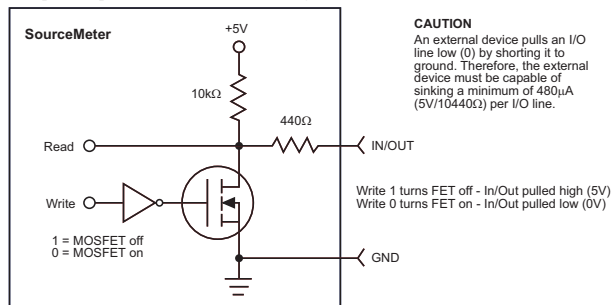 SourceMeter
+5V
10kΩ
440Ω
Read
IN/OUT
Write
1 = MOSFET off
0 = MOSFET on
GND
CAUTION
An external device pulls an I/O
line low (0) by shorting it to
ground. Therefore, the external
device must be capable of
sinking a minimum of 480μA
(5V/10440Ω) per I/O line.
Write 1 turns FET off - In/Out pulled high (5V)
Write 0 turns FET on - In/Out pulled low (0V)